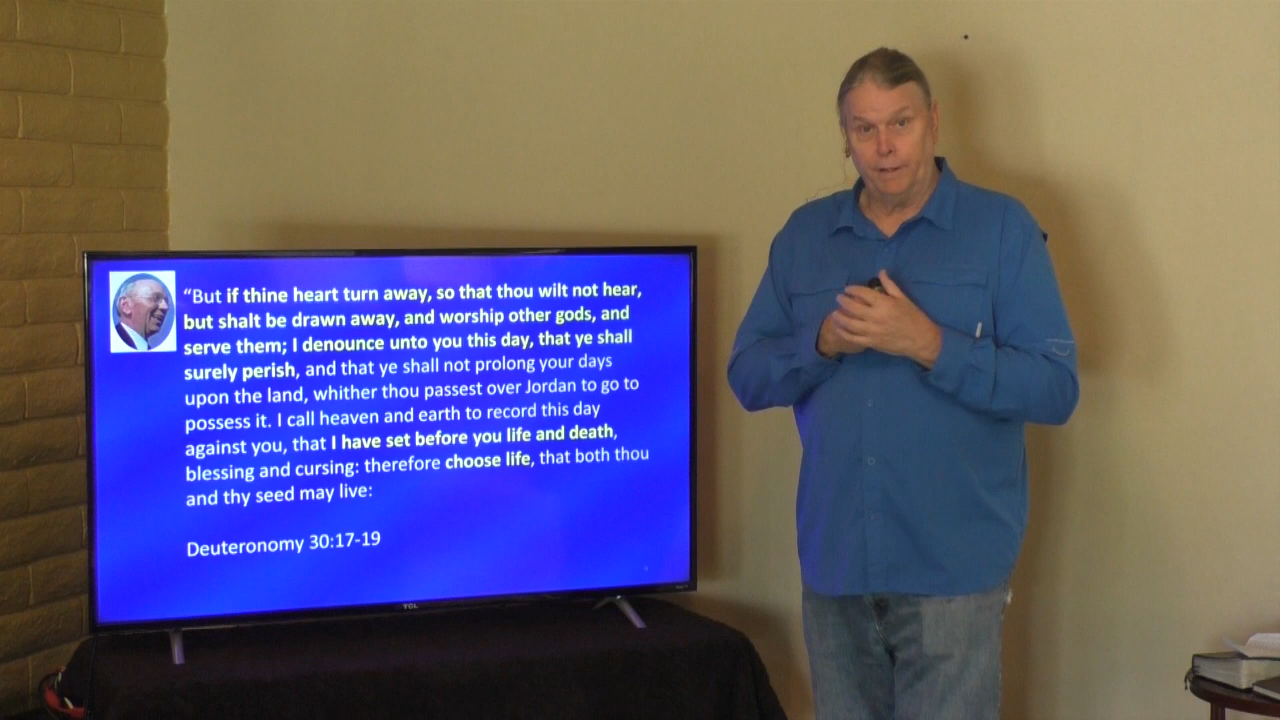 “But if thine heart turn away, so that thou wilt not hear,
but shalt be drawn away, and worship other gods, and
serve them; I denounce unto you this day, that ye shall
surely perish, and that ye shall not prolong your days
upon the land, whither thou passest over Jordan to go to
possess it. I call heaven and earth to record this day
against you, that I have set before you life and death,
blessing and cursing: therefore choose life, that both thou
and thy seed may live:
Deuteronomy 30:17-19
TCL